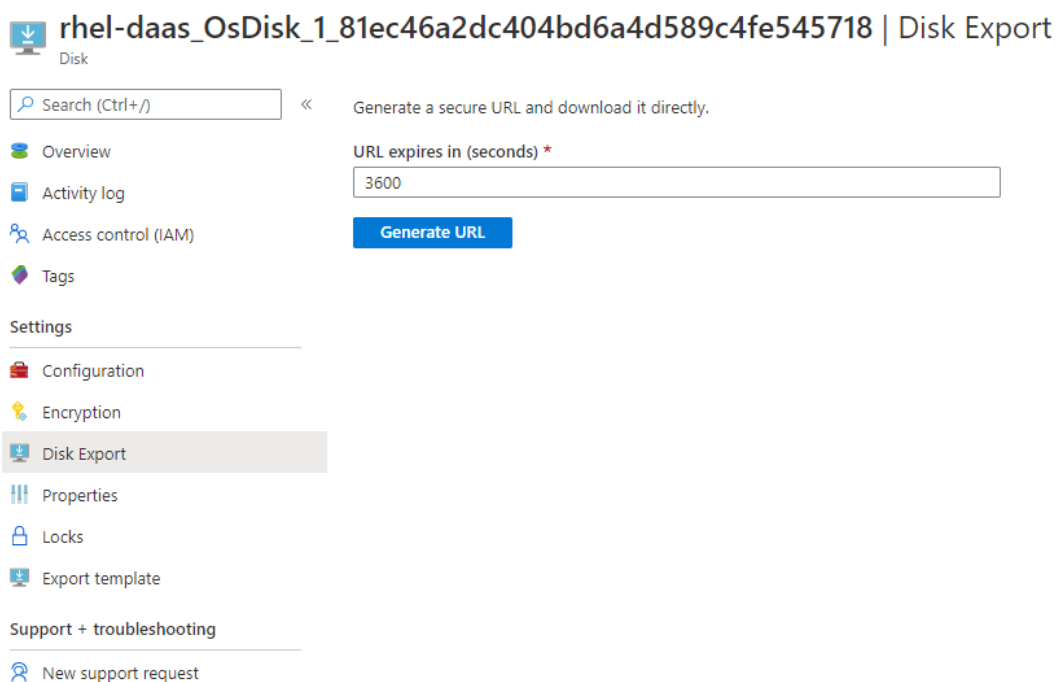 rhel-daas_OsDisk_1_81ec46a2dc404bd6a4d589c4fe545718 | Disk Export
Disk
Search (Ctrl+/)
«
Overview
Activity log
Access control (IAM)
Tags
Settings
Configuration
Encryption
Disk Export
Properties
Locks
Export template
Support + troubleshooting
New support request
Generate a secure URL and download it directly.
URL expires in (seconds) *
3600
Generate URL